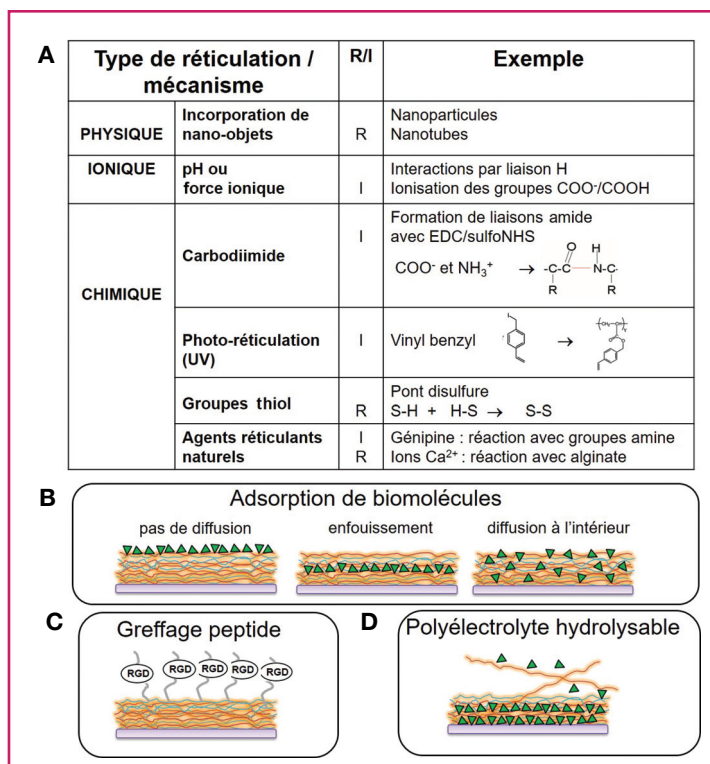 A
Type de réticulation / mécanisme R/I Exemple
PHYSIQUE
Incorporation de
nano-objets
R
Nanoparticules
Nanotubes
IONIQUE
pH ou
force ionique
I
Interactions par liaison H
Ionisation des groupes COO⁻/COOH
CHIMIQUE
Carbodiimide
I
Formation de liaisons amide
avec EDC/sulfoNHS
COO⁻ et NH₃⁺ →
O H
-C-C N-C-
R R
Photo-réticulation
(UV)
I
Vinyl benzyl →
Groupes thiol
R
Pont disulfure
S-H + H-S → S-S
Agents réticulants
naturels
I
R
Génipine : réaction avec groupes amine
Ions Ca²⁺ : réaction avec alginate
B
Adsorption de biomolécules
pas de diffusion enfouissement diffusion à l'intérieur
C
Greffage peptide
RGD RGD RGD RGD RGD
D
Polyélectrolyte hydrolysable